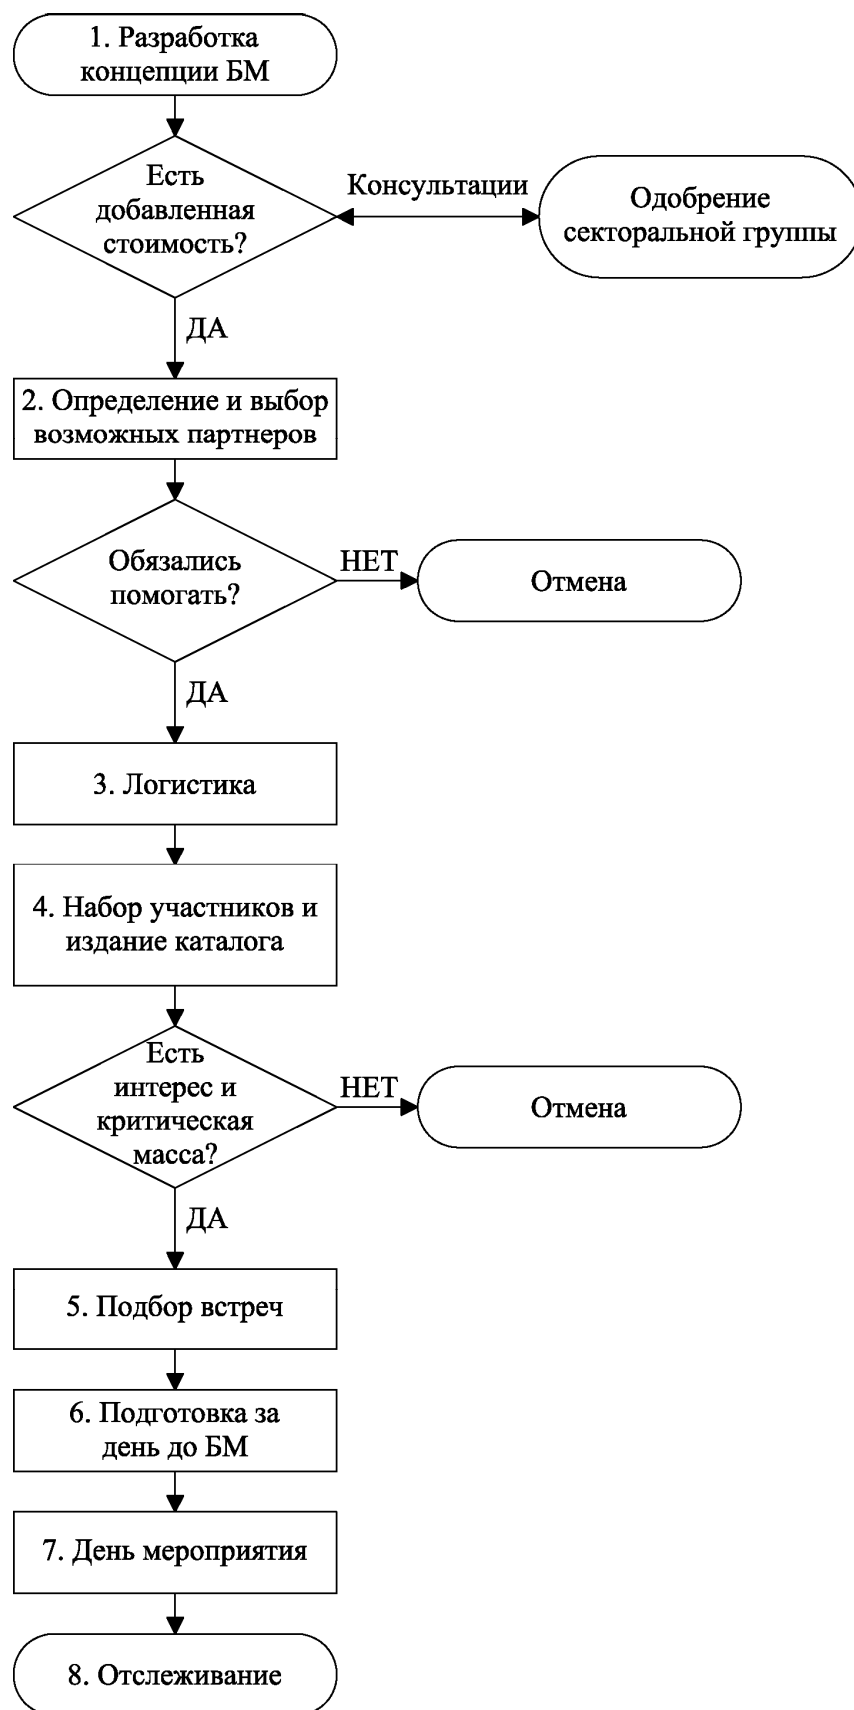 1. Разработка
концепции БМ
Есть
добавленная
стоимость?
Консультации
Одобрение
секторальной группы
ДА
2. Определение и выбор
возможных партнеров
Обязались
помогать?
НЕТ
Отмена
ДА
3. Логистика
4. Набор участников и
издание каталога
Есть
интерес и
критическая
масса?
НЕТ
Отмена
ДА
5. Подбор встреч
6. Подготовка за
день до БМ
7. День мероприятия
8. Отслеживание